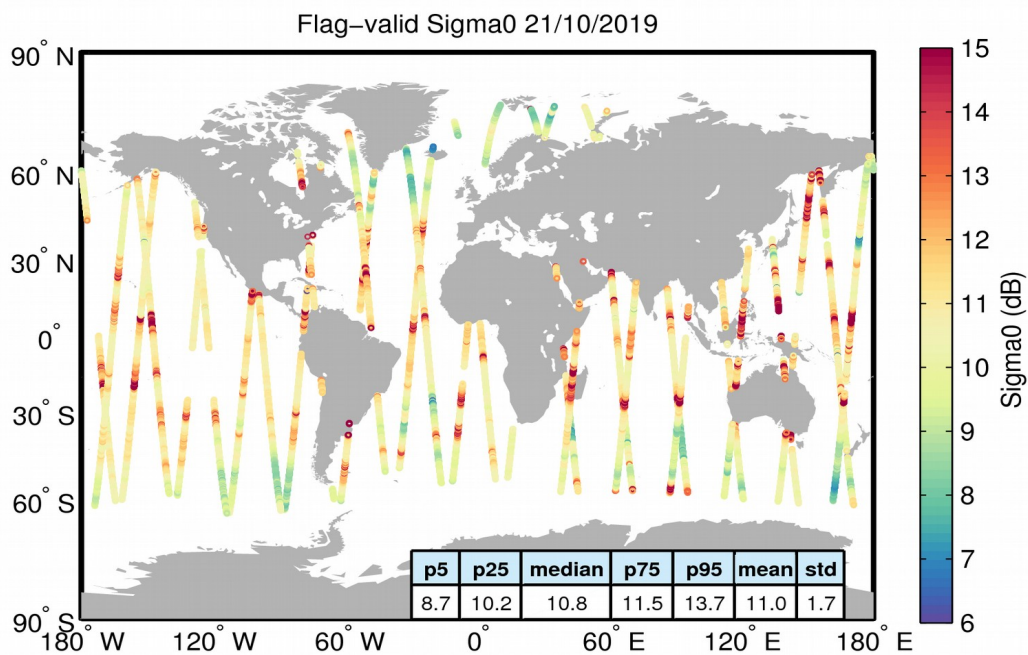 Flag−valid Sigma0 21/10/2019
90° N
60° N
30° N
0°
30° S
60° S
90° S
180° W
120° W
60° W
0°
60° E
120° E
180° E
p5 p25 median p75 p95 mean std
8.7 10.2 10.8 11.5 13.7 11.0 1.7
15
14
13
12
11
10
9
8
7
6
Sigma0 (dB)